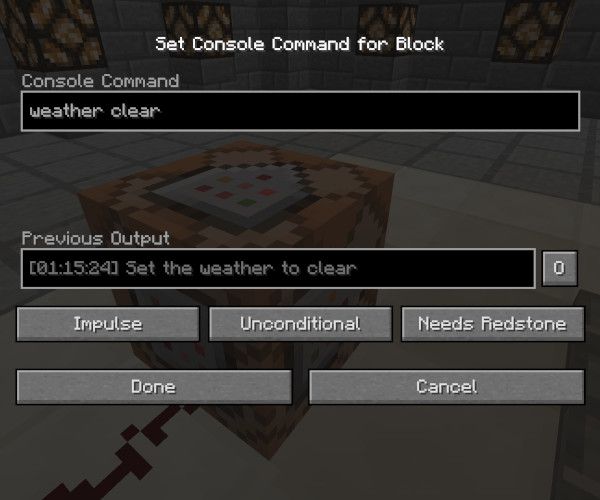 Set Console Command for Block
Console Command
weather clear
Previous Output
[01:15:24] Set the weather to clear
O
Impulse
Unconditional
Needs Redstone
Done
Cancel